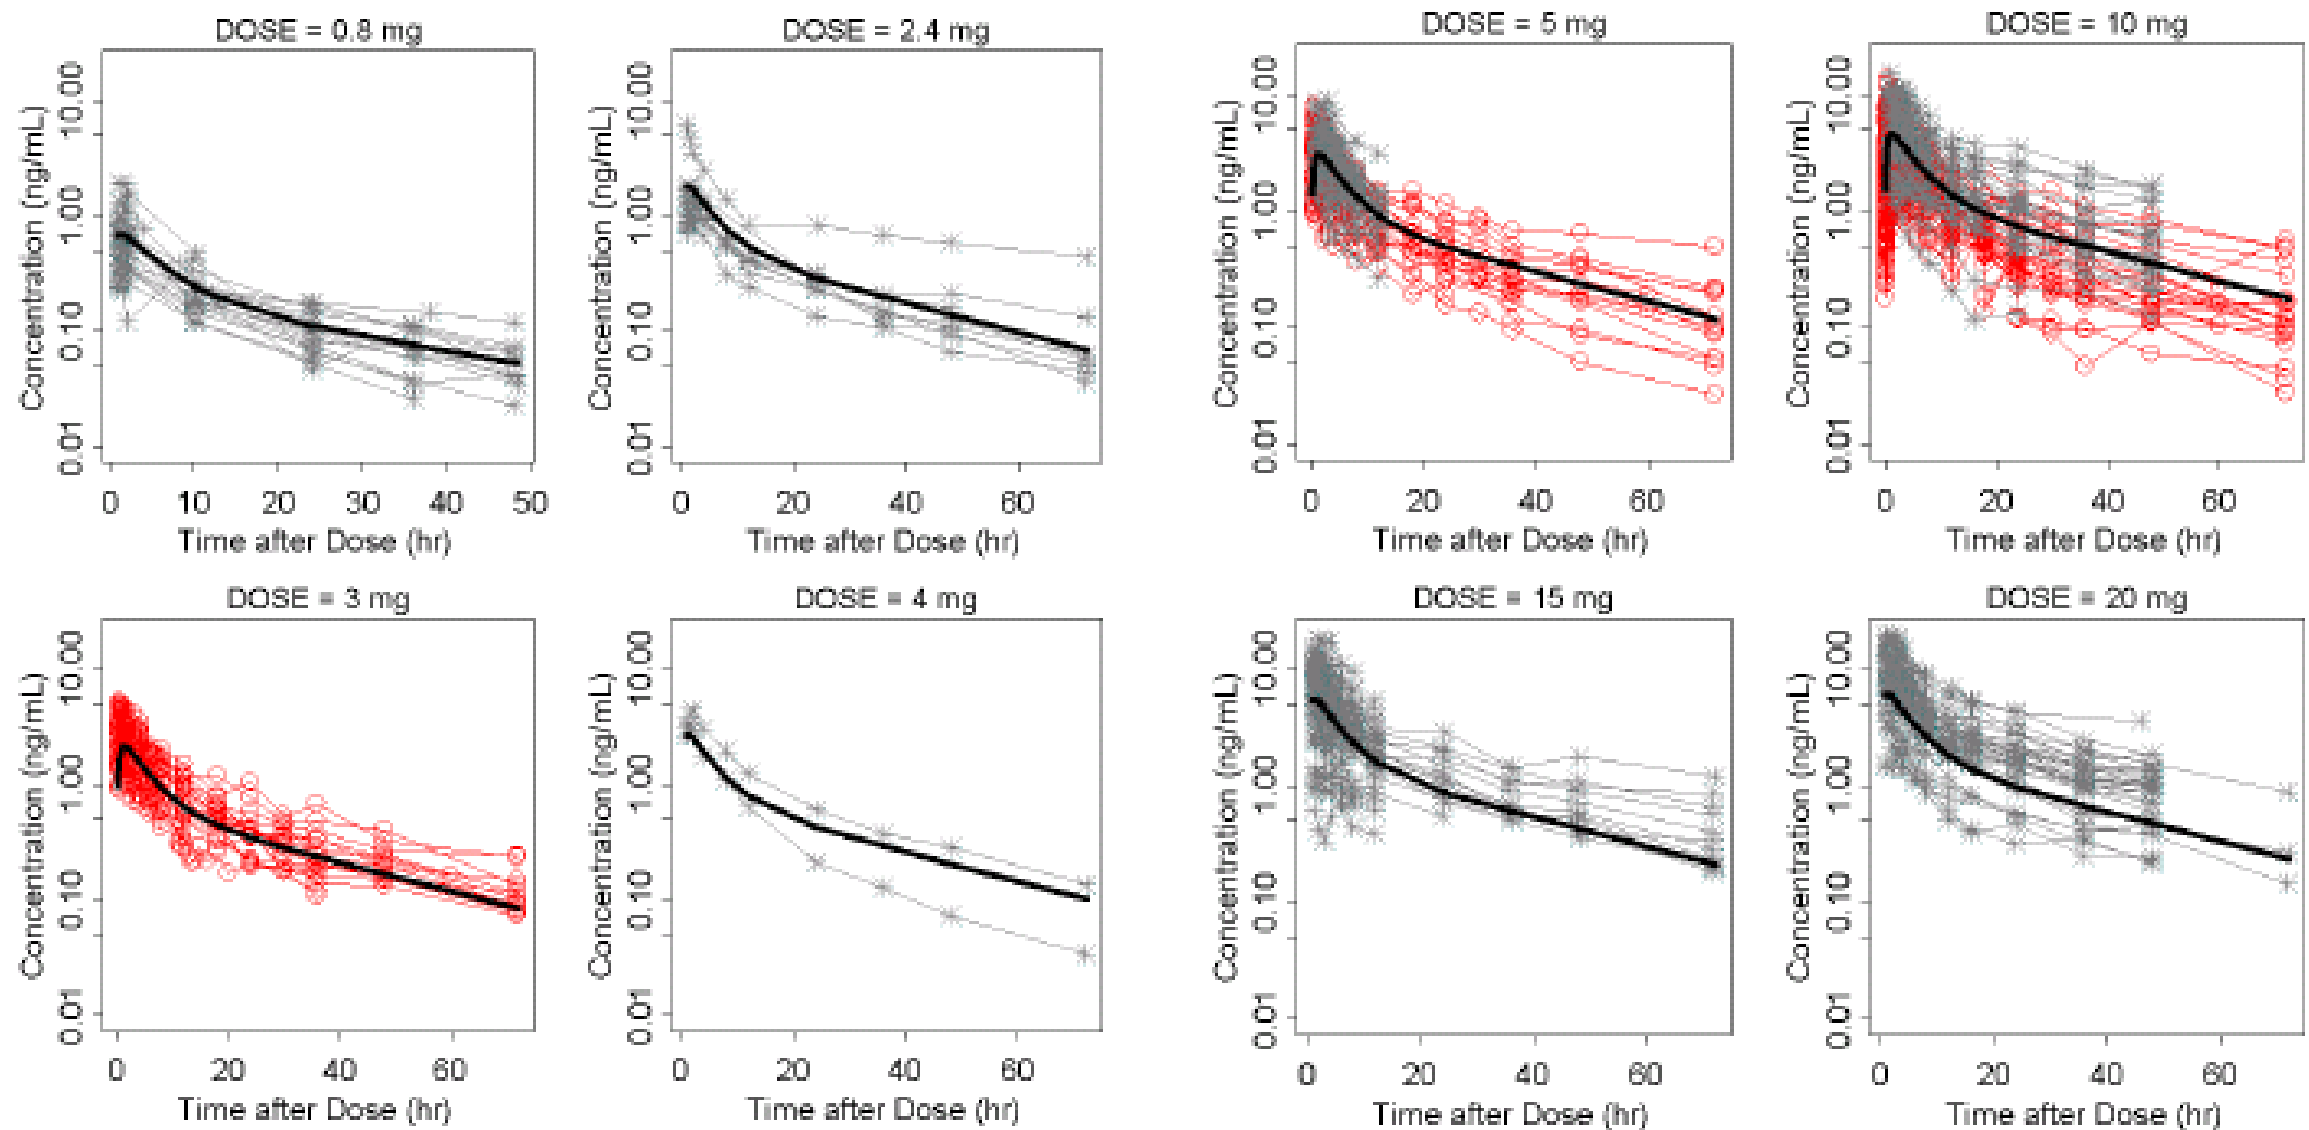 DOSE = 0.8 mg
Concentration (ng/mL)
10.00
1.00
0.10
0.01
0 10 20 30 40 50
Time after Dose (hr)
DOSE = 2.4 mg
Concentration (ng/mL)
10.00
1.00
0.10
0.01
0 20 40 60
Time after Dose (hr)
DOSE = 5 mg
Concentration (ng/mL)
10.00
1.00
0.10
0.01
0 20 40 60
Time after Dose (hr)
DOSE = 10 mg
Concentration (ng/mL)
10.00
1.00
0.10
0.01
0 20 40 60
Time after Dose (hr)
DOSE = 3 mg
Concentration (ng/mL)
10.00
1.00
0.10
0.01
0 20 40 60
Time after Dose (hr)
DOSE = 4 mg
Concentration (ng/mL)
10.00
1.00
0.10
0.01
0 20 40 60
Time after Dose (hr)
DOSE = 15 mg
Concentration (ng/mL)
10.00
1.00
0.10
0.01
0 20 40 60
Time after Dose (hr)
DOSE = 20 mg
Concentration (ng/mL)
10.00
1.00
0.10
0.01
0 20 40 60
Time after Dose (hr)